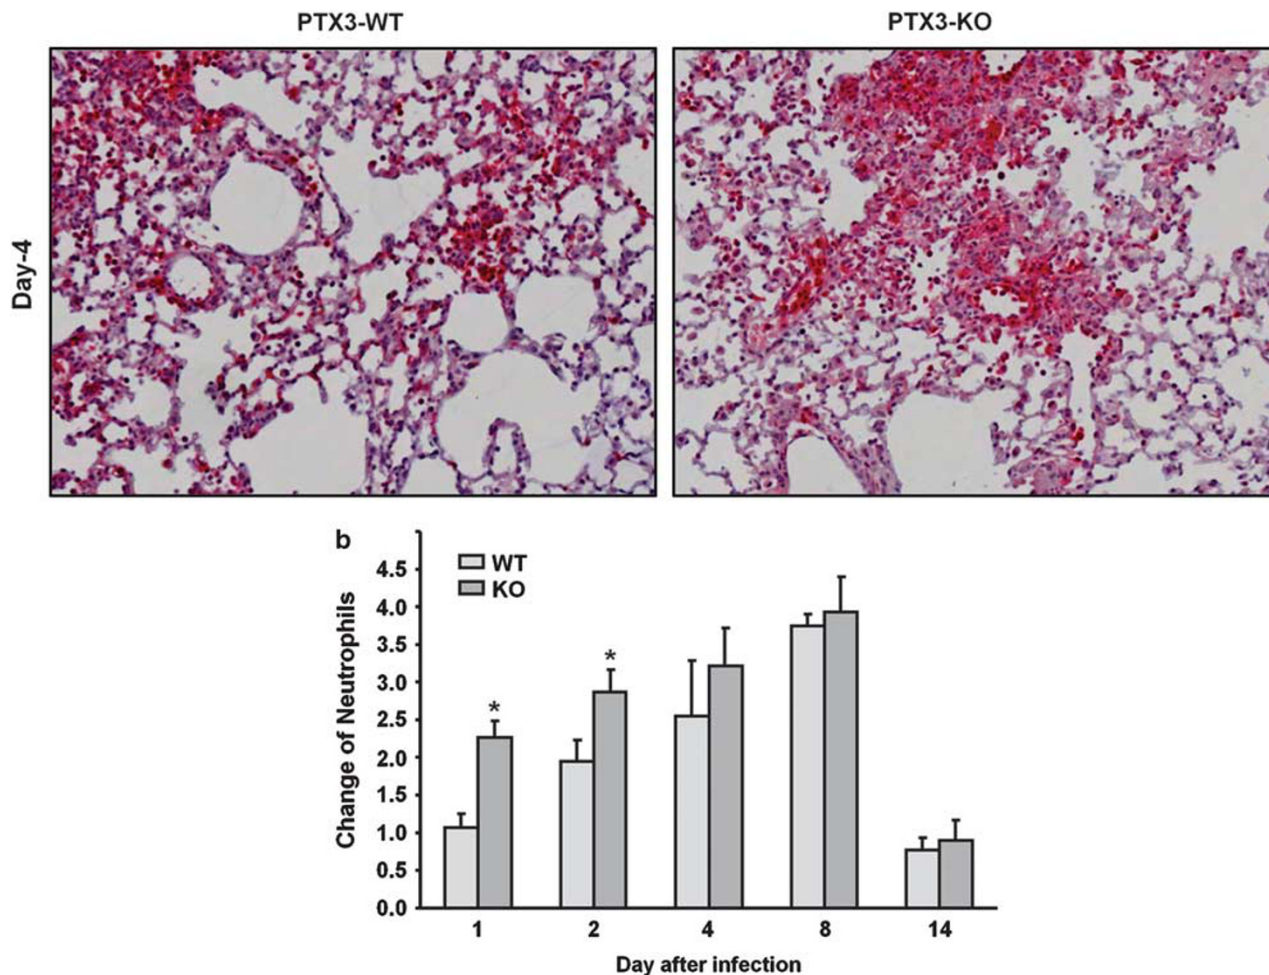 PTX3-WT
PTX3-KO
Day-4
b
WT
KO
*
*
Change of Neutrophils
4.5
4.0
3.5
3.0
2.5
2.0
1.5
1.0
0.5
0.0
1 2 4 8 14
Day after infection